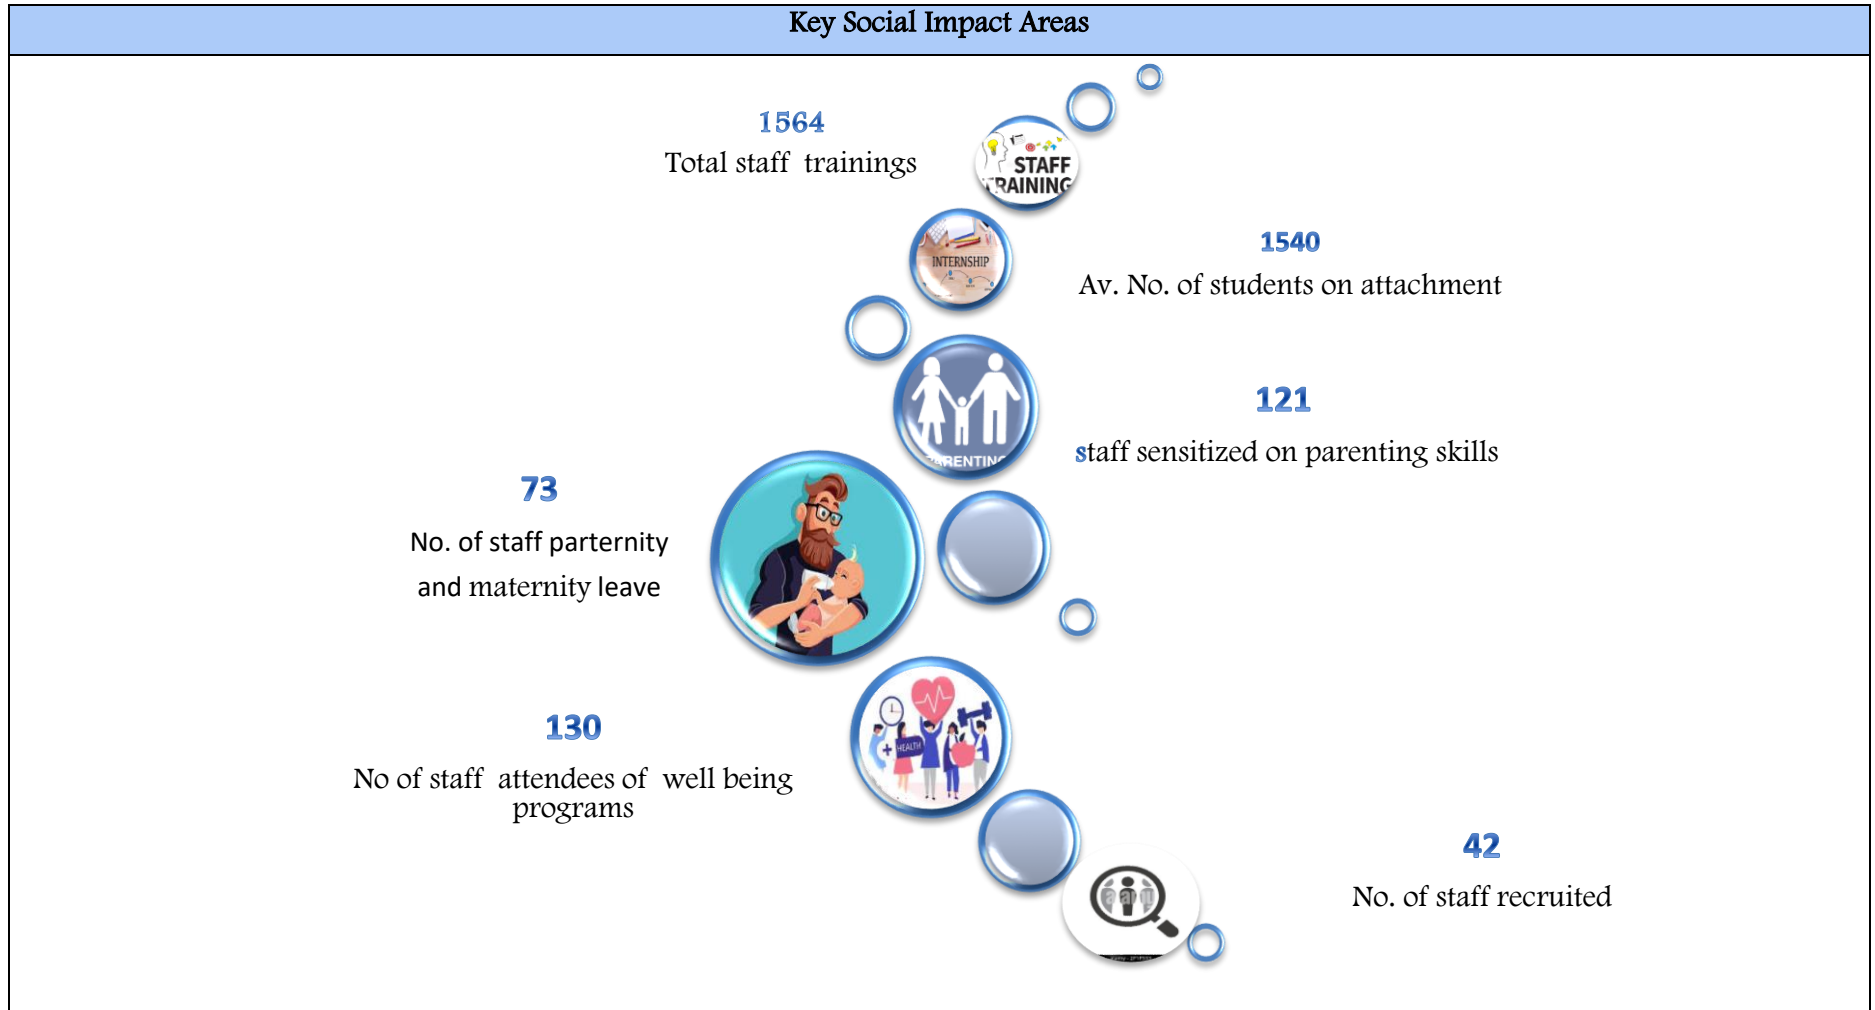 Key Social Impact Areas
1564
Total staff trainings
STAFF
TRAINING
INTERNSHIP
1540
Av. No. of students on attachment
PARENTING
121
staff sensitized on parenting skills
73
No. of staff parternity
and maternity leave
HEALTH
130
No of staff attendees of well being
programs
42
No. of staff recruited